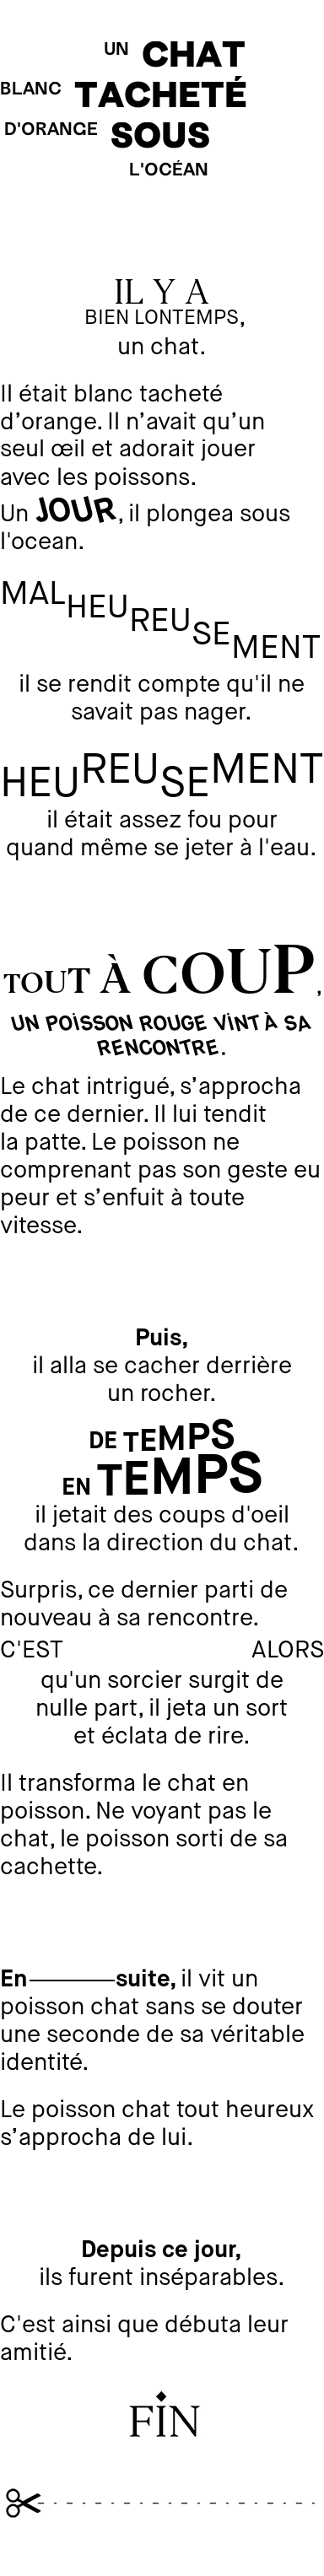 UN CHAT
BLANC TACHETÉ
D'ORANGE SOUS
L'OCÉAN
IL Y A
BIEN LONTEMPS,
un chat.
Il était blanc tacheté
d’orange. Il n’avait qu’un
seul œil et adorait jouer
avec les poissons.
Un JOUR, il plongea sous
l'ocean.
MALHEUREUSEMENT
il se rendit compte qu'il ne
savait pas nager.
HEUREUSEMENT
il était assez fou pour
quand même se jeter à l'eau.
TOUT À COUP,
UN POISSON ROUGE VINT À SA
RENCONTRE.
Le chat intrigué, s’approcha
de ce dernier. Il lui tendit
la patte. Le poisson ne
comprenant pas son geste eu
peur et s’enfuit à toute
vitesse.
Puis,
il alla se cacher derrière
un rocher.
DE TEMPS
EN TEMPS
il jetait des coups d'oeil
dans la direction du chat.
Surpris, ce dernier parti de
nouveau à sa rencontre.
C'EST ALORS
qu'un sorcier surgit de
nulle part, il jeta un sort
et éclata de rire.
Il transforma le chat en
poisson. Ne voyant pas le
chat, le poisson sorti de sa
cachette.
En———suite, il vit un
poisson chat sans se douter
une seconde de sa véritable
identité.
Le poisson chat tout heureux
s’approcha de lui.
Depuis ce jour,
ils furent inséparables.
C'est ainsi que débuta leur
amitié.
FIN